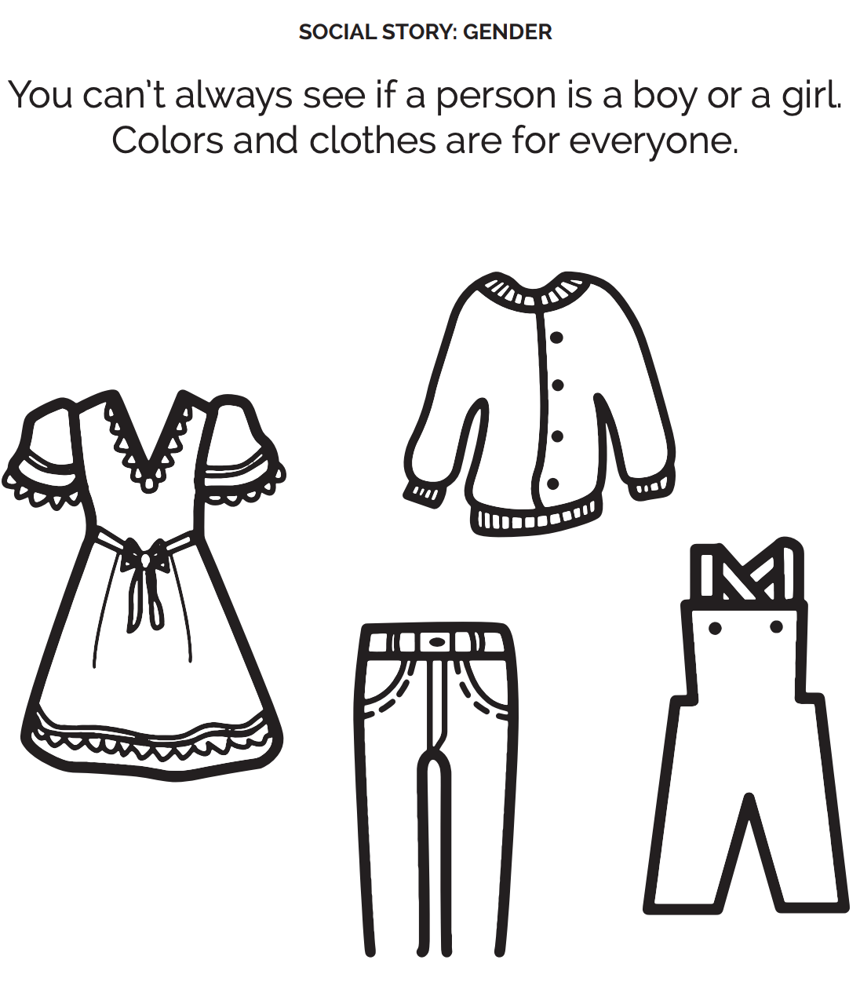 SOCIAL STORY: GENDER
You can't always see if a person is a boy or a girl.
Colors and clothes are for everyone.